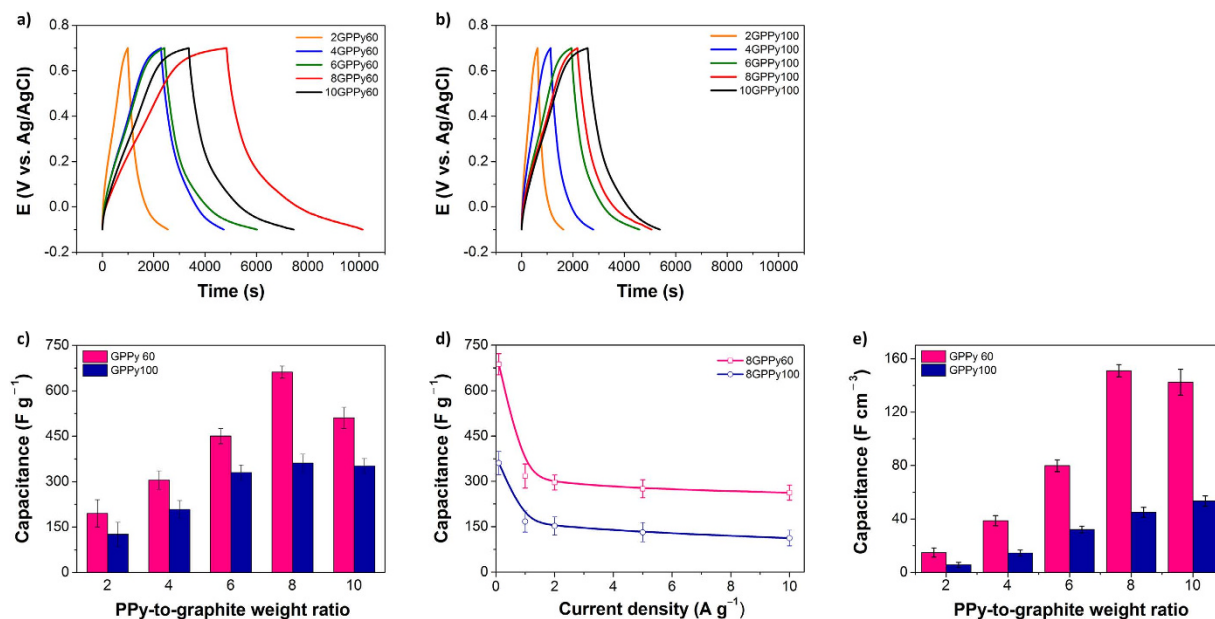 a)
0.8
0.6
0.4
0.2
0.0
-0.2
E (V vs. Ag/AgCl)
2GPPy60
4GPPy60
6GPPy60
8GPPy60
10GPPy60
0 2000 4000 6000 8000 10000
Time (s)
b)
0.8
0.6
0.4
0.2
0.0
-0.2
E (V vs. Ag/AgCl)
2GPPy100
4GPPy100
6GPPy100
8GPPy100
10GPPy100
0 2000 4000 6000 8000 10000
Time (s)
c)
750
600
450
300
150
0
Capacitance (F g⁻¹)
GPPy 60
GPPy100
2 4 6 8 10
PPy-to-graphite weight ratio
d)
750
600
450
300
150
0
Capacitance (F g⁻¹)
8GPPy60
8GPPy100
0 2 4 6 8 10
Current density (A g⁻¹)
e)
160
120
80
40
0
Capacitance (F cm⁻³)
GPPy 60
GPPy100
2 4 6 8 10
PPy-to-graphite weight ratio